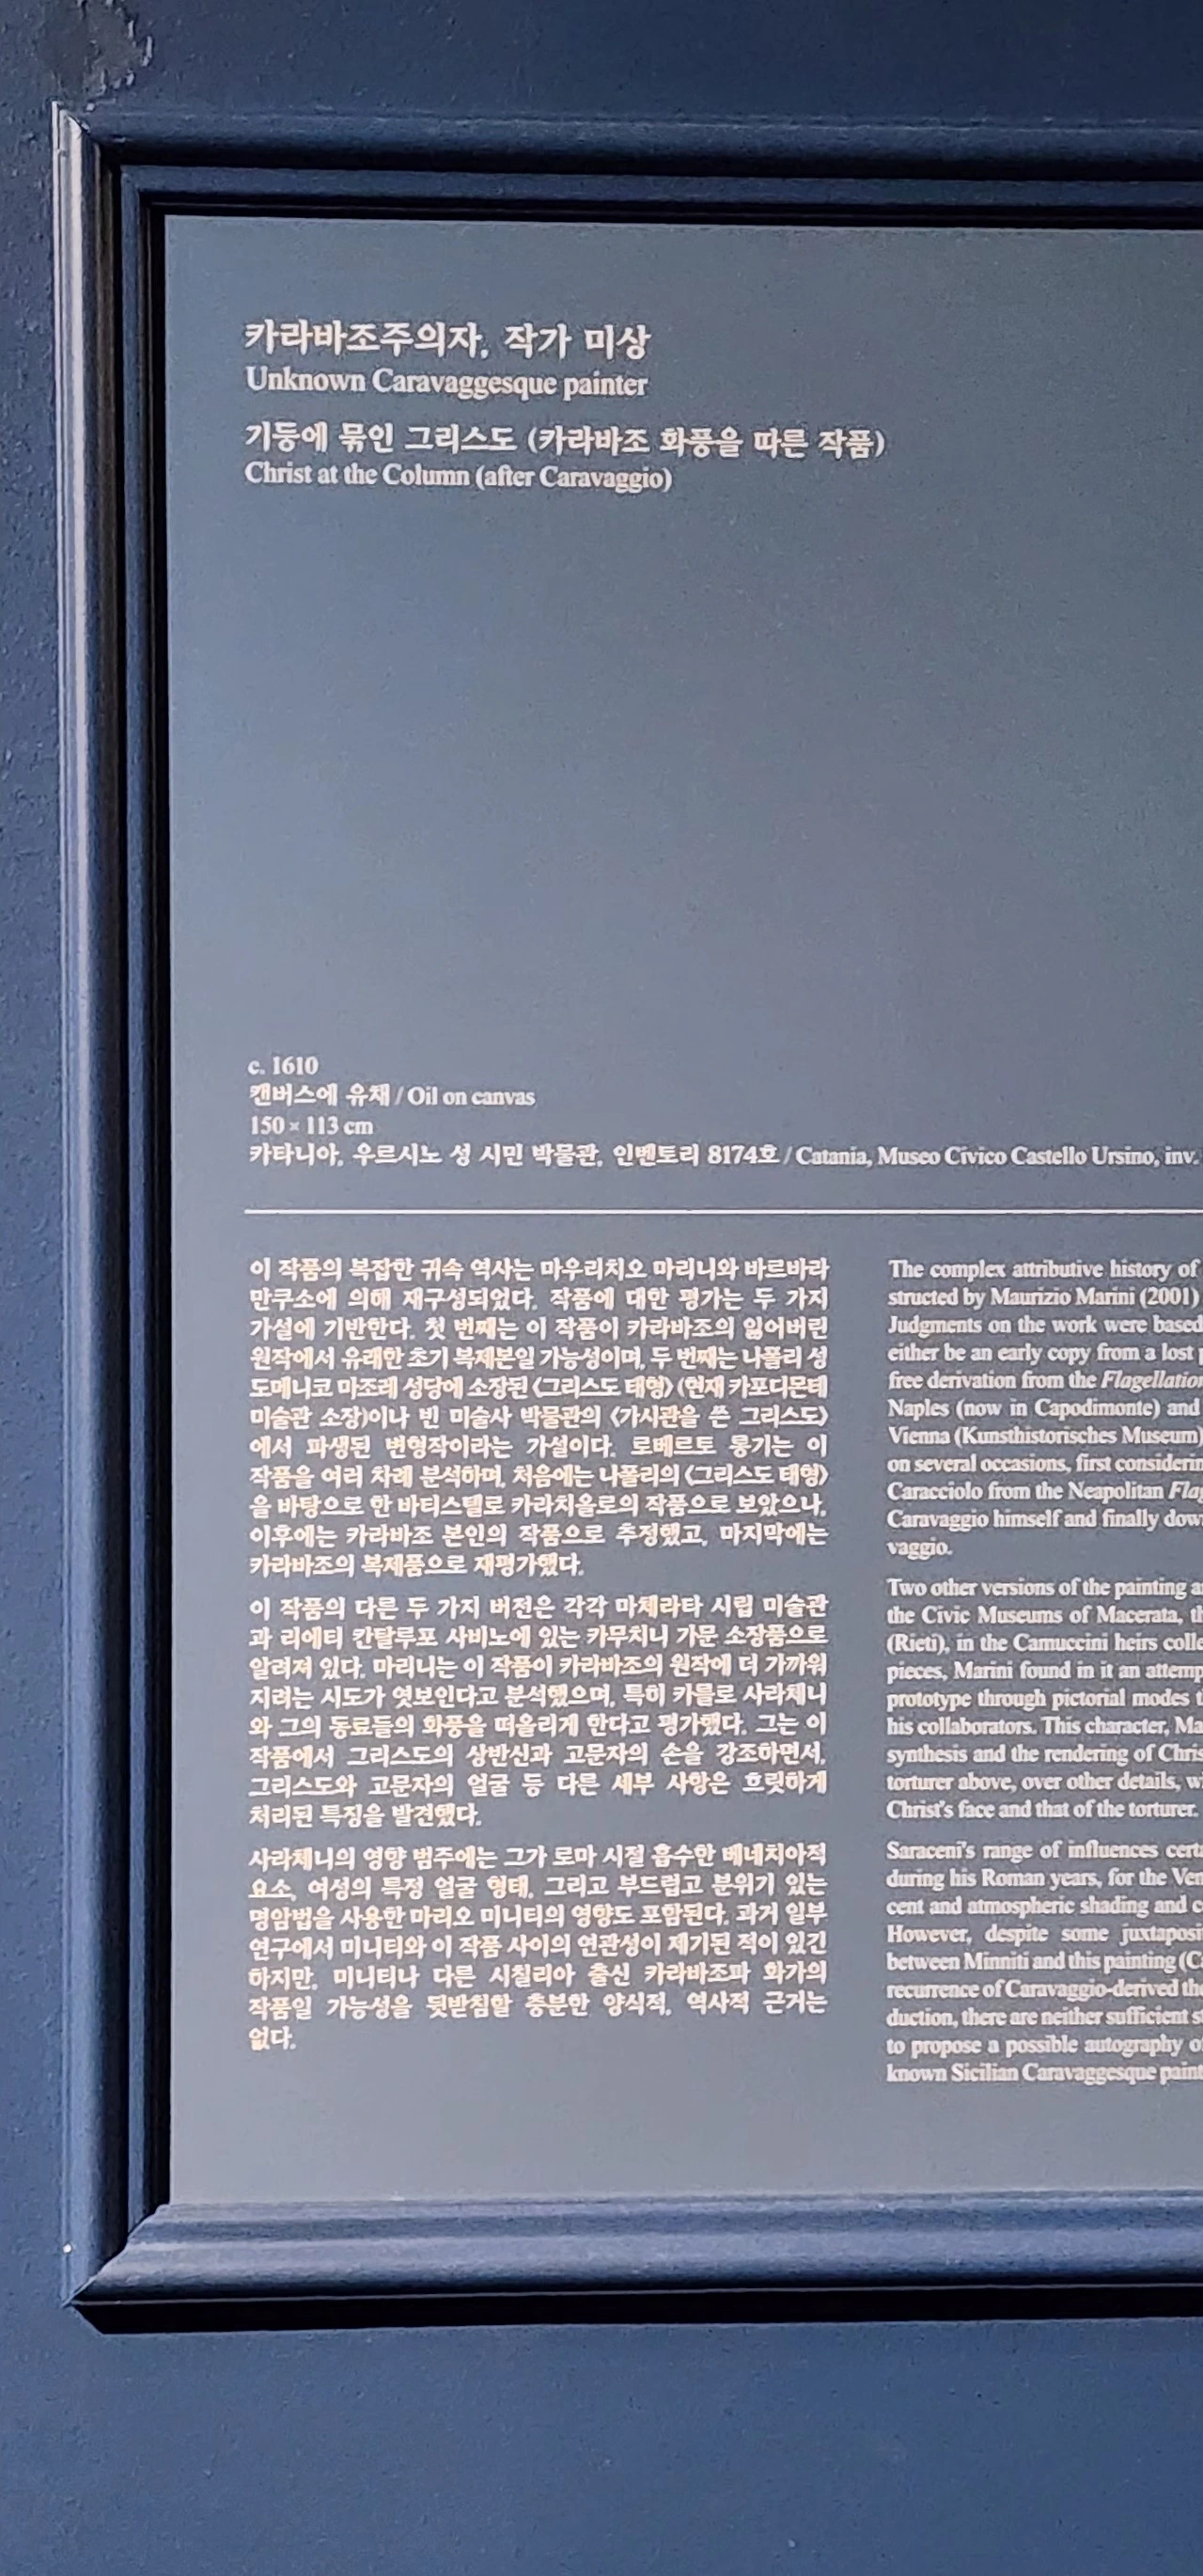 카라바조주의자, 작가 미상
Unknown Caravaggesque painter
기둥에 묶인 그리스도 (카라바조 화풍을 따른 작품)
Christ at the Column (after Caravaggio)
c. 1610
캔버스에 유채 / Oil on canvas
150 × 113 cm
카타니아, 우르시노 성 시민 박물관, 인벤토리 8174호 / Catania, Museo Civico Castello Ursino, inv.
이 작품의 복잡한 귀속 역사는 마우리치오 마리니와 바르바라
만쿠소에 의해 재구성되었다. 작품에 대한 평가는 두 가지
가설에 기반한다. 첫 번째는 이 작품이 카라바조의 잃어버린
원작에서 유래한 초기 복제본일 가능성이며, 두 번째는 나폴리 성
도메니코 마조레 성당에 소장된 〈그리스도 태형〉 (현재 카포디몬테
미술관 소장)이나 빈 미술사 박물관의 〈가시관을 쓴 그리스도〉
에서 파생된 변형작이라는 가설이다. 로베르토 롱기는 이
작품을 여러 차례 분석하며, 처음에는 나폴리의 〈그리스도 태형〉
을 바탕으로 한 바티스텔로 카라치올로의 작품으로 보았으나,
이후에는 카라바조 본인의 작품으로 추정했고, 마지막에는
카라바조의 복제품으로 재평가했다.
이 작품의 다른 두 가지 버전은 각각 마체라타 시립 미술관
과 리에티 칸탈루포 사비노에 있는 카무치니 가문 소장품으로
알려져 있다. 마리니는 이 작품이 카라바조의 원작에 더 가까워
지려는 시도가 엿보인다고 분석했으며, 특히 카를로 사라체니
와 그의 동료들의 화풍을 떠올리게 한다고 평가했다. 그는 이
작품에서 그리스도의 상반신과 고문자의 손을 강조하면서,
그리스도와 고문자의 얼굴 등 다른 세부 사항은 흐릿하게
처리된 특징을 발견했다.
사라체니의 영향 범주에는 그가 로마 시절 흡수한 베네치아적
요소, 여성의 특정 얼굴 형태, 그리고 부드럽고 분위기 있는
명암법을 사용한 마리오 미니티의 영향도 포함된다. 과거 일부
연구에서 미니티와 이 작품 사이의 연관성이 제기된 적이 있긴
하지만, 미니티나 다른 시칠리아 출신 카라바조파 화가의
작품일 가능성을 뒷받침할 충분한 양식적, 역사적 근거는
없다.
The complex attributive history of
structed by Maurizio Marini (2001)
Judgments on the work were based
either be an early copy from a lost
free derivation from the Flagellation
Naples (now in Capodimonte) and
Vienna (Kunsthistorisches Museum)
on several occasions, first considerin
Caracciolo from the Neapolitan Flag
Caravaggio himself and finally dow
vaggio.
Two other versions of the painting a
the Civic Museums of Macerata,
(Rieti), in the Camuccini heirs colle
pieces, Marini found in it an attem
prototype through pictorial modes
his collaborators. This character, Ma
synthesis and the rendering of Chri
torturer above, over other details, w
Christ's face and that of the torturer.
Saraceni's range of influences cert
during his Roman years, for the Ven
cent and atmospheric shading and c
However, despite some juxtaposi
between Minniti and this painting (C
recurrence of Caravaggio-derived th
duction, there are neither sufficient s
to propose a possible autography o
known Sicilian Caravaggesque paint